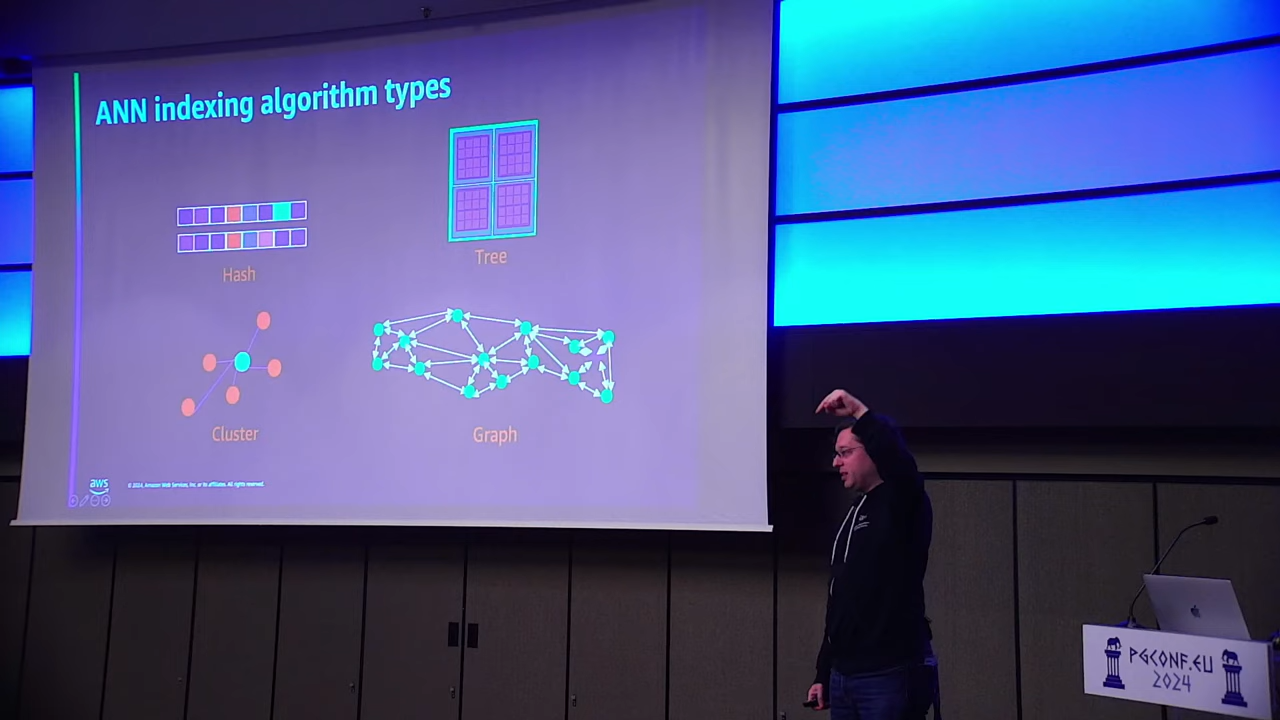 ANN indexing algorithm types
Hash
Tree
Cluster
Graph
aws
© 2024, Amazon Web Services, Inc. or its affiliates. All rights reserved.
PGCONF.EU
2024